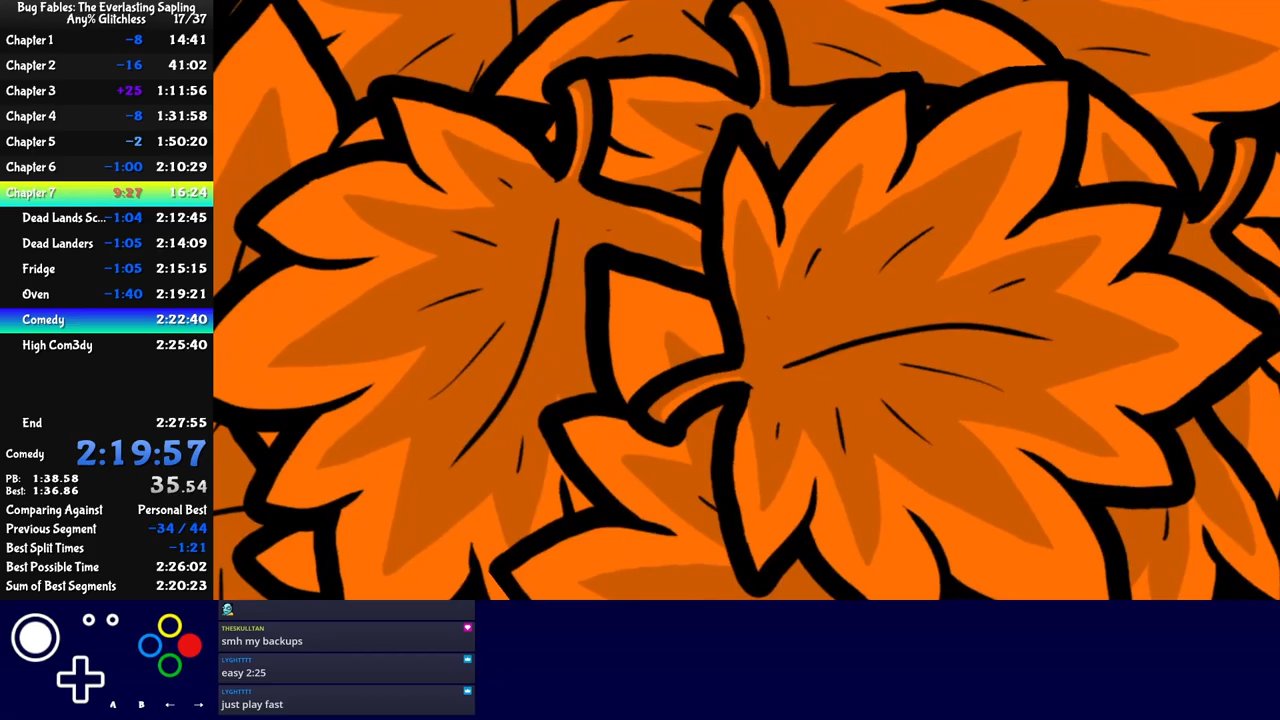 Bug Fables: The Everlasting Sapling
Any% Glitchless 17/37
Chapter 1 -8 14:41
Chapter 2 -16 41:02
Chapter 3 +25 1:11:56
Chapter 4 -8 1:31:58
Chapter 5 -2 1:50:20
Chapter 6 -1:00 2:10:29
Chapter 7 9:27 16:24
Dead Lands Sc... -1:04 2:12:45
Dead Landers -1:05 2:14:09
Fridge -1:05 2:15:15
Oven -1:40 2:19:21
Comedy 2:22:40
High Com3dy 2:25:40
End 2:27:55
Comedy 2:19:57
PB: 1:38.58
Best: 1:36.86
35.54
Comparing Against Personal Best
Previous Segment -34 / 44
Best Split Times -1:21
Best Possible Time 2:26:02
Sum of Best Segments 2:20:23
A B ← →
THESKULLTAN
smh my backups
LYGHTTTT
easy 2:25
LYGHTTTT
just play fast